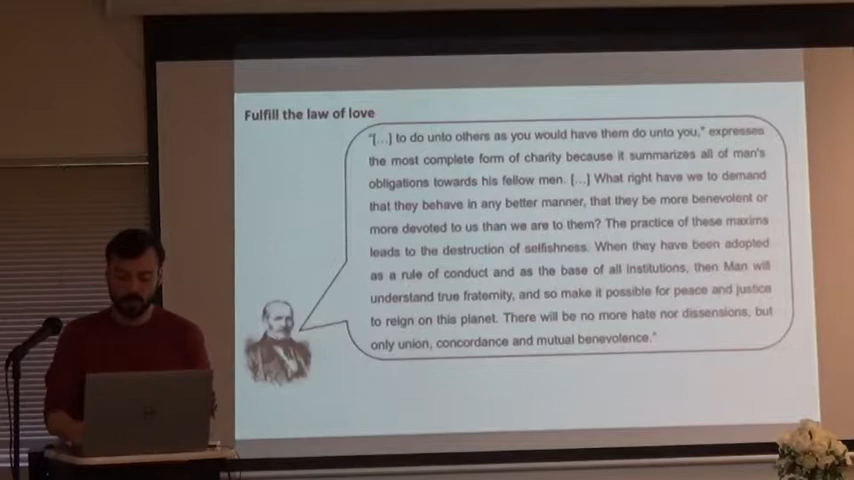 Fulfill the law of love
"[...] to do unto others as you would have them do unto you," expresses
the most complete form of charity because it summarizes all of man's
obligations towards his fellow men. [...] What right have we to demand
that they behave in any better manner, that they be more benevolent or
more devoted to us than we are to them? The practice of these maxims
leads to the destruction of selfishness. When they have been adopted
as a rule of conduct and as the base of all institutions, then Man will
understand true fraternity, and so make it possible for peace and justice
to reign on this planet. There will be no more hate nor dissensions, but
only union, concordance and mutual benevolence."